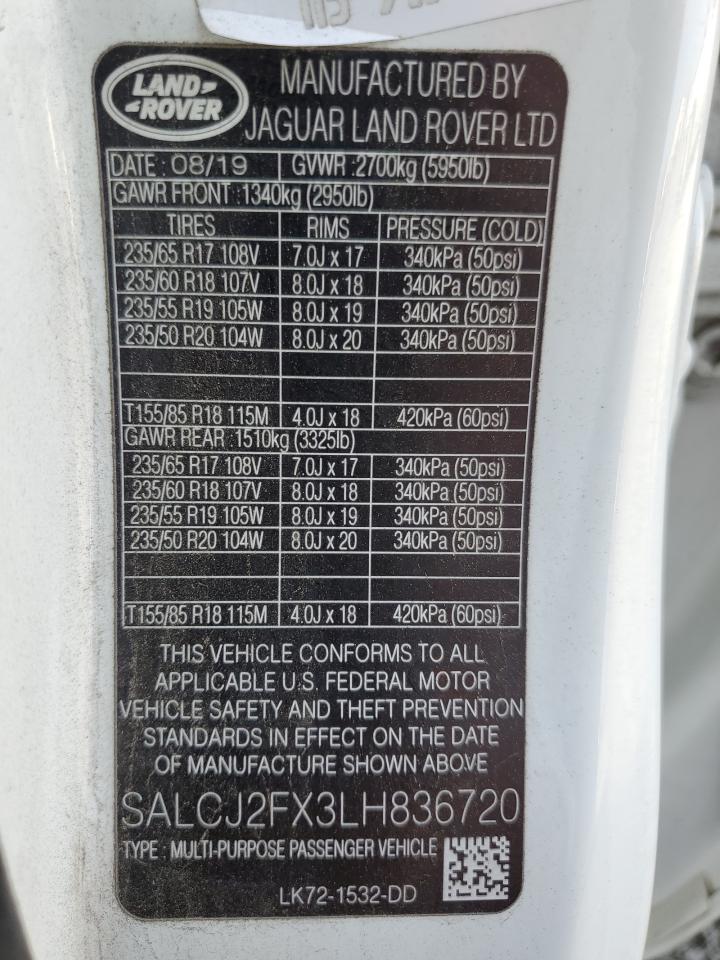 LAND ROVER
MANUFACTURED BY
JAGUAR LAND ROVER LTD
DATE : 08/19 GVWR :2700kg (5950lb)
GAWR FRONT :1340kg (2950lb)
TIRES RIMS PRESSURE (COLD)
235/65 R17 108V 7.0J x 17 340kPa (50psi)
235/60 R18 107V 8.0J x 18 340kPa (50psi)
235/55 R19 105W 8.0J x 19 340kPa (50psi)
235/50 R20 104W 8.0J x 20 340kPa (50psi)
T155/85 R18 115M 4.0J x 18 420kPa (60psi)
GAWR REAR :1510kg (3325lb)
235/65 R17 108V 7.0J x 17 340kPa (50psi)
235/60 R18 107V 8.0J x 18 340kPa (50psi)
235/55 R19 105W 8.0J x 19 340kPa (50psi)
235/50 R20 104W 8.0J x 20 340kPa (50psi)
T155/85 R18 115M 4.0J x 18 420kPa (60psi)
THIS VEHICLE CONFORMS TO ALL
APPLICABLE U.S. FEDERAL MOTOR
VEHICLE SAFETY AND THEFT PREVENTION
STANDARDS IN EFFECT ON THE DATE
OF MANUFACTURE SHOWN ABOVE
SALCJ2FX3LH836720
TYPE : MULTI-PURPOSE PASSENGER VEHICLE
LK72-1532-DD